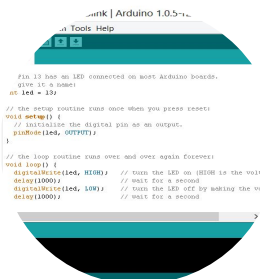 Blink | Arduino 1.0.5-r2
Tools Help
Pin 13 has an LED connected on most Arduino boards.
give it a name:
nt led = 13;
// the setup routine runs once when you press reset:
void setup() {
// initialize the digital pin as an output.
pinMode(led, OUTPUT);
}
// the loop routine runs over and over again forever:
void loop() {
digitalWrite(led, HIGH);   // turn the LED on (HIGH is the vol
delay(1000);               // wait for a second
digitalWrite(led, LOW);    // turn the LED off by making the vo
delay(1000);               // wait for a second